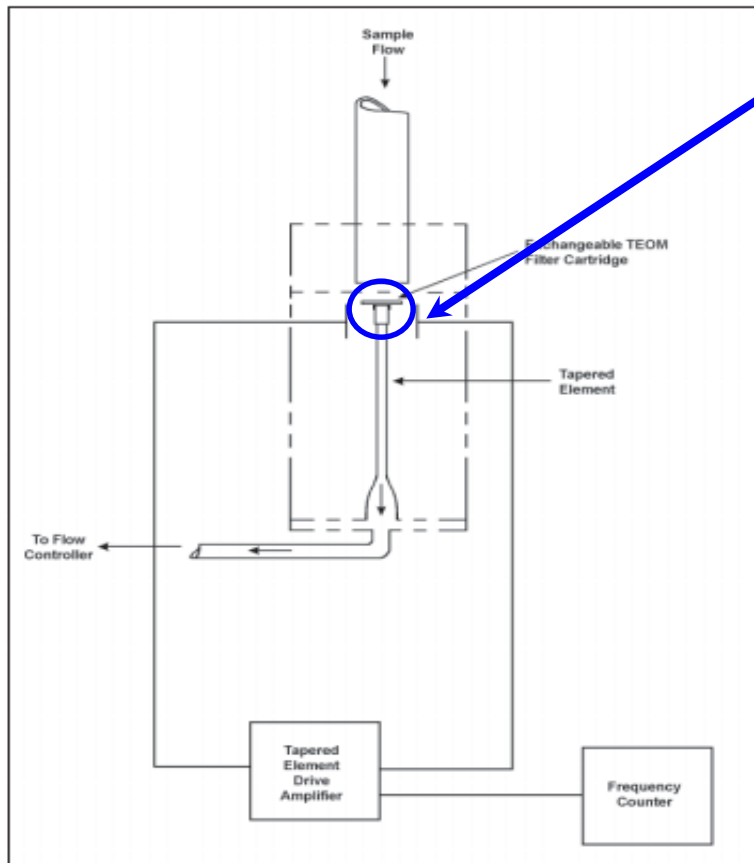 Sample
Flow
Exchangeable TEOM
Filter Cartridge
Tapered
Element
To Flow
Controller
Tapered
Element
Drive
Amplifier
Frequency
Counter